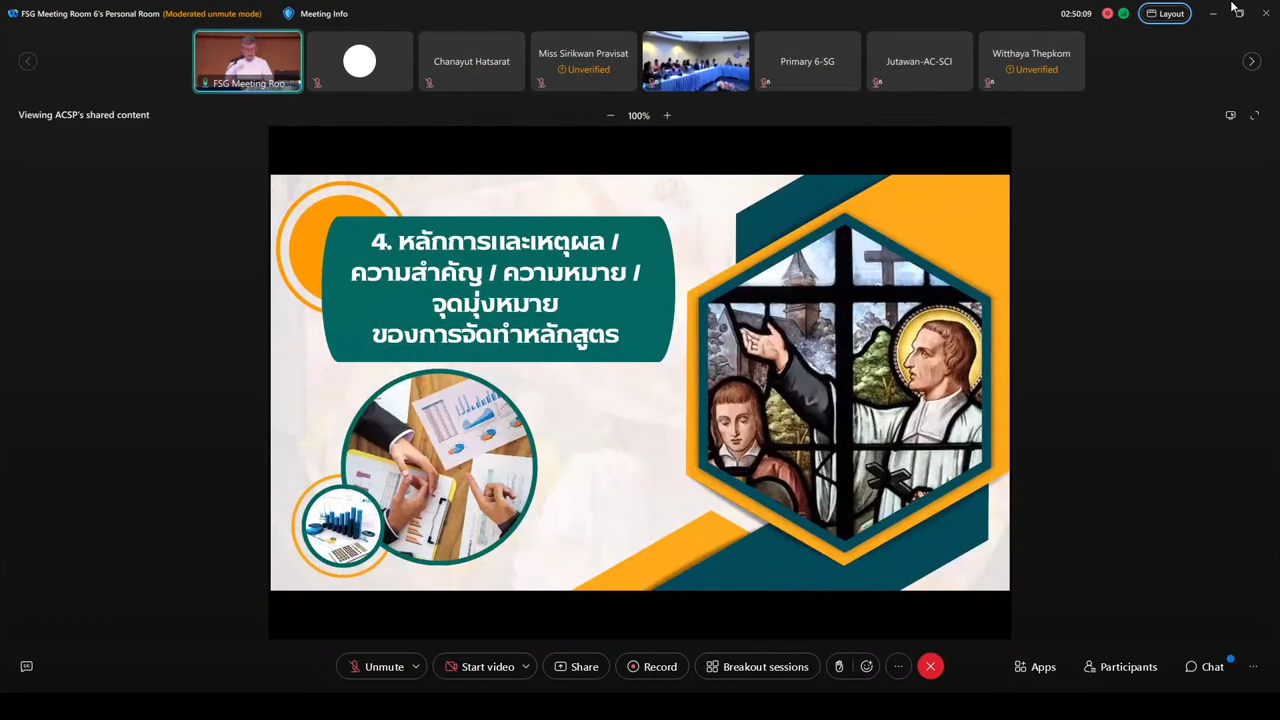 FSG Meeting Room 6's Personal Room (Moderated unmute mode) Meeting Info 02:50:09 Layout
FSG Meeting Roo...
Chanayut Hatsarat
Miss Sirikwan Pravisat
Unverified
Primary 6-SG
Jutawan-AC-SCI
Witthaya Thepkom
Unverified
Viewing ACSP's shared content
100%
4. หลักการและเหตุผล /
ความสำคัญ / ความหมาย /
จุดมุ่งหมาย
ของการจัดทำหลักสูตร
Unmute Share Start video Record Breakout sessions Apps Participants Chat